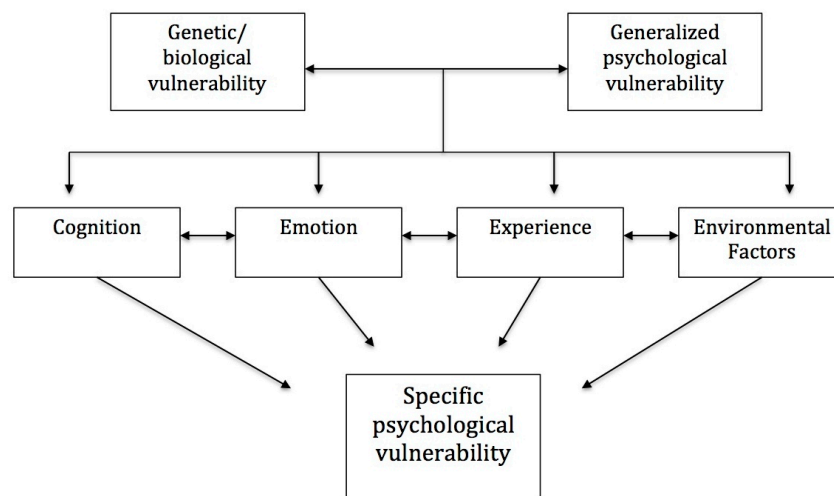 Genetic/
biological
vulnerability
Generalized
psychological
vulnerability
Cognition
Emotion
Experience
Environmental
Factors
Specific
psychological
vulnerability